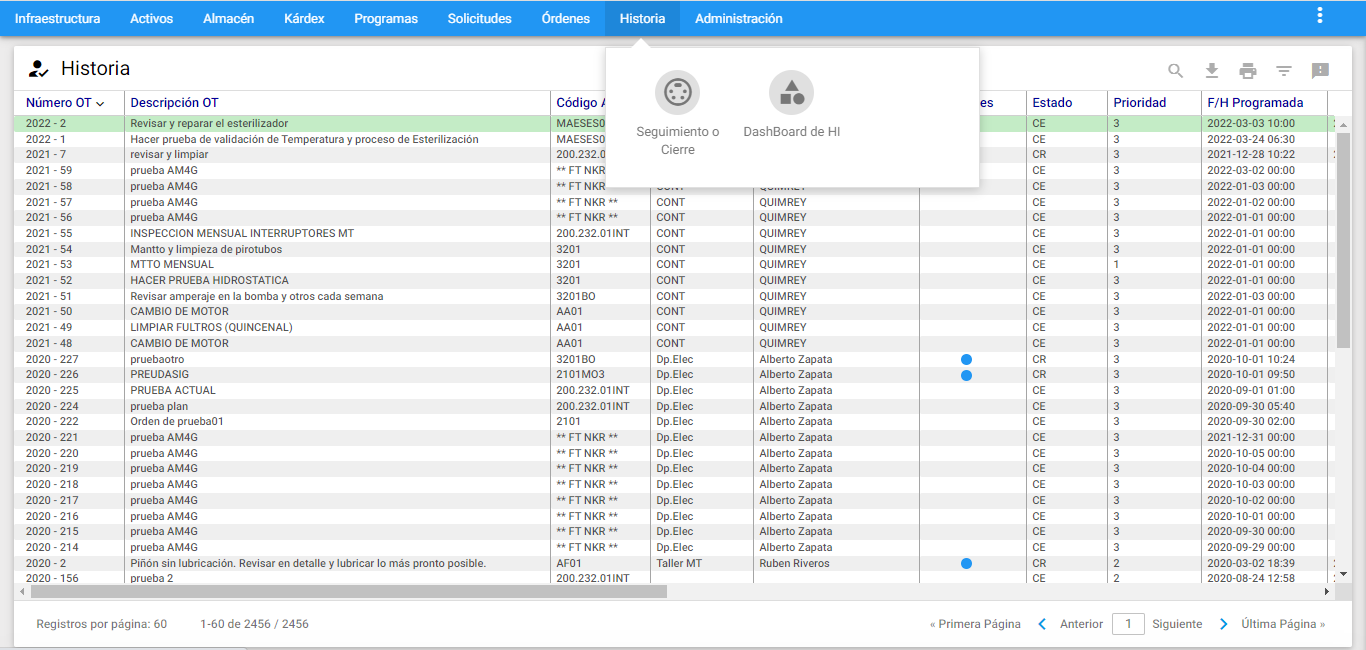 Infraestructura Activos Almacén Kárdex Programas Solicitudes Órdenes Historia Administración
Historia
Seguimiento o
Cierre
DashBoard de HI
Número OT Descripción OT Código es Estado Prioridad F/H Programada
2022 - 2 Revisar y reparar el esterilizador MAESES0 CE 3 2022-03-03 10:00
2022 - 1 Hacer prueba de validación de Temperatura y proceso de Esterilización MAESES0 CE 3 2022-03-24 06:30
2021 - 7 revisar y limpiar 200.232.0 CR 3 2021-12-28 10:22
2021 - 59 prueba AM4G ** FT NKR CE 3 2022-03-02 00:00
2021 - 58 prueba AM4G ** FT NKR CONT QUIMREY CE 3 2022-01-03 00:00
2021 - 57 prueba AM4G ** FT NKR ** CONT QUIMREY CE 3 2022-01-02 00:00
2021 - 56 prueba AM4G ** FT NKR ** CONT QUIMREY CE 3 2022-01-01 00:00
2021 - 55 INSPECCION MENSUAL INTERRUPTORES MT 200.232.01INT CONT QUIMREY CE 3 2022-01-01 00:00
2021 - 54 Mantto y limpieza de pirotubos 3201 CONT QUIMREY CE 3 2022-01-01 00:00
2021 - 53 MTTO MENSUAL 3201 CONT QUIMREY CE 1 2022-01-01 00:00
2021 - 52 HACER PRUEBA HIDROSTATICA 3201 CONT QUIMREY CE 3 2022-01-01 00:00
2021 - 51 Revisar amperaje en la bomba y otros cada semana 3201BO CONT QUIMREY CE 3 2022-01-03 00:00
2021 - 50 CAMBIO DE MOTOR AA01 CONT QUIMREY CE 3 2022-01-01 00:00
2021 - 49 LIMPIAR FULTROS (QUINCENAL) AA01 CONT QUIMREY CE 3 2022-01-01 00:00
2021 - 48 CAMBIO DE MOTOR AA01 CONT QUIMREY CE 3 2022-01-01 00:00
2020 - 227 pruebaotro 3201BO Dp.Elec Alberto Zapata CR 3 2020-10-01 10:24
2020 - 226 PREUDASIG 2101MO3 Dp.Elec Alberto Zapata CR 3 2020-10-01 09:50
2020 - 225 PRUEBA ACTUAL 200.232.01INT Dp.Elec Alberto Zapata CE 3 2020-09-01 01:00
2020 - 224 prueba plan 200.232.01INT Dp.Elec Alberto Zapata CE 3 2020-09-30 05:40
2020 - 222 Orden de prueba01 2101 Dp.Elec Alberto Zapata CE 3 2020-09-30 02:00
2020 - 221 prueba AM4G ** FT NKR ** Dp.Elec Alberto Zapata CE 3 2021-12-31 00:00
2020 - 220 prueba AM4G ** FT NKR ** Dp.Elec Alberto Zapata CE 3 2020-10-05 00:00
2020 - 219 prueba AM4G ** FT NKR ** Dp.Elec Alberto Zapata CE 3 2020-10-04 00:00
2020 - 218 prueba AM4G ** FT NKR ** Dp.Elec Alberto Zapata CE 3 2020-10-03 00:00
2020 - 217 prueba AM4G ** FT NKR ** Dp.Elec Alberto Zapata CE 3 2020-10-02 00:00
2020 - 216 prueba AM4G ** FT NKR ** Dp.Elec Alberto Zapata CE 3 2020-10-01 00:00
2020 - 215 prueba AM4G ** FT NKR ** Dp.Elec Alberto Zapata CE 3 2020-09-30 00:00
2020 - 214 prueba AM4G ** FT NKR ** Dp.Elec Alberto Zapata CE 3 2020-09-29 00:00
2020 - 2 Piñón sin lubricación. Revisar en detalle y lubricar lo más pronto posible. AF01 Taller MT Ruben Riveros CR 2 2020-03-02 18:39
2020 - 156 prueba 2 200.232.01INT CE 2 2020-08-24 12:58
Registros por página: 60 1-60 de 2456 / 2456 « Primera Página Anterior 1 Siguiente Última Página »